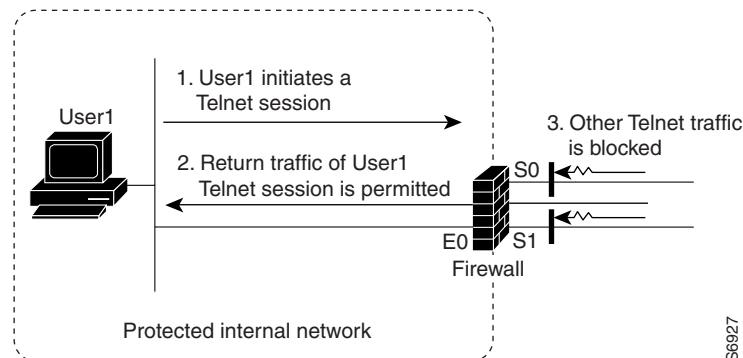 1. User1 initiates a
Telnet session
User1
3. Other Telnet traffic
is blocked
2. Return traffic of User1
Telnet session is permitted
S0
E0
S1
Firewall
Protected internal network
S6927